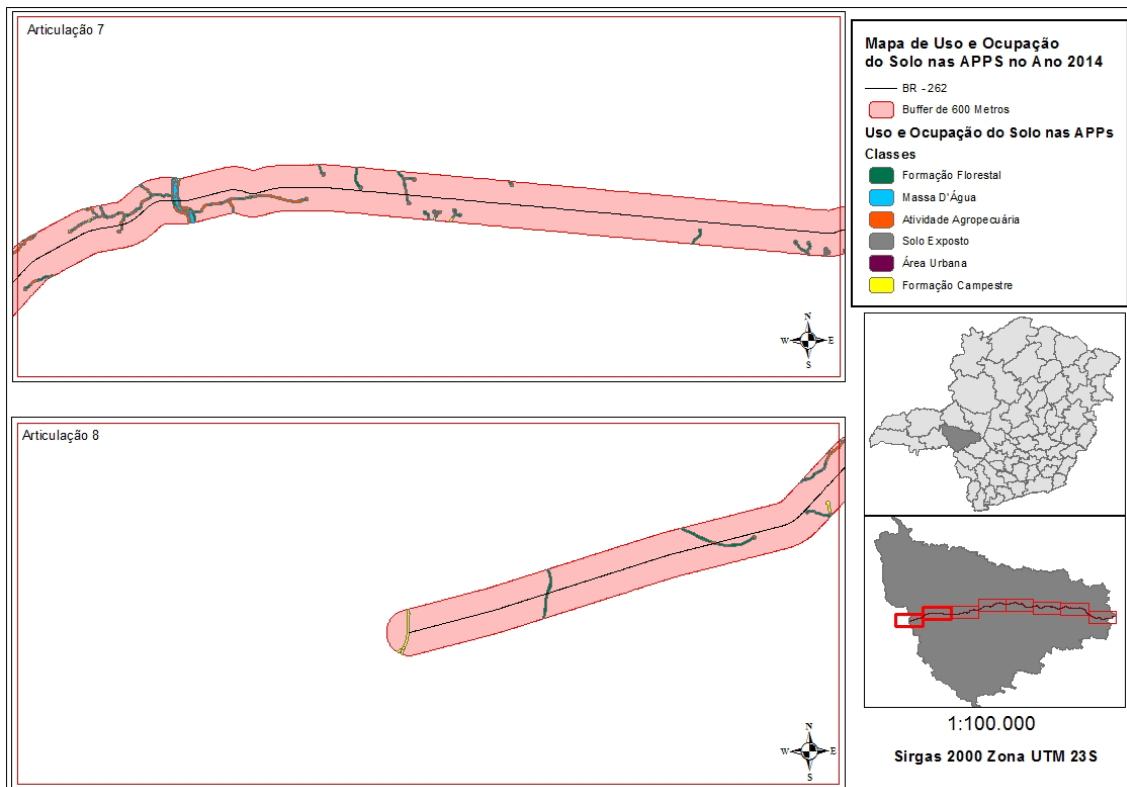 Articulação 7
N
W
E
S
Articulação 8
N
W
E
S
Mapa de Uso e Ocupação
do Solo nas APPS no Ano 2014
BR - 262
Buffer de 600 Metros
Uso e Ocupação do Solo nas APPs
Classes
Formação Florestal
Massa D'Água
Atividade Agropecuária
Solo Exposto
Área Urbana
Formação Campestre
1:100.000
Sirgas 2000 Zona UTM 23S